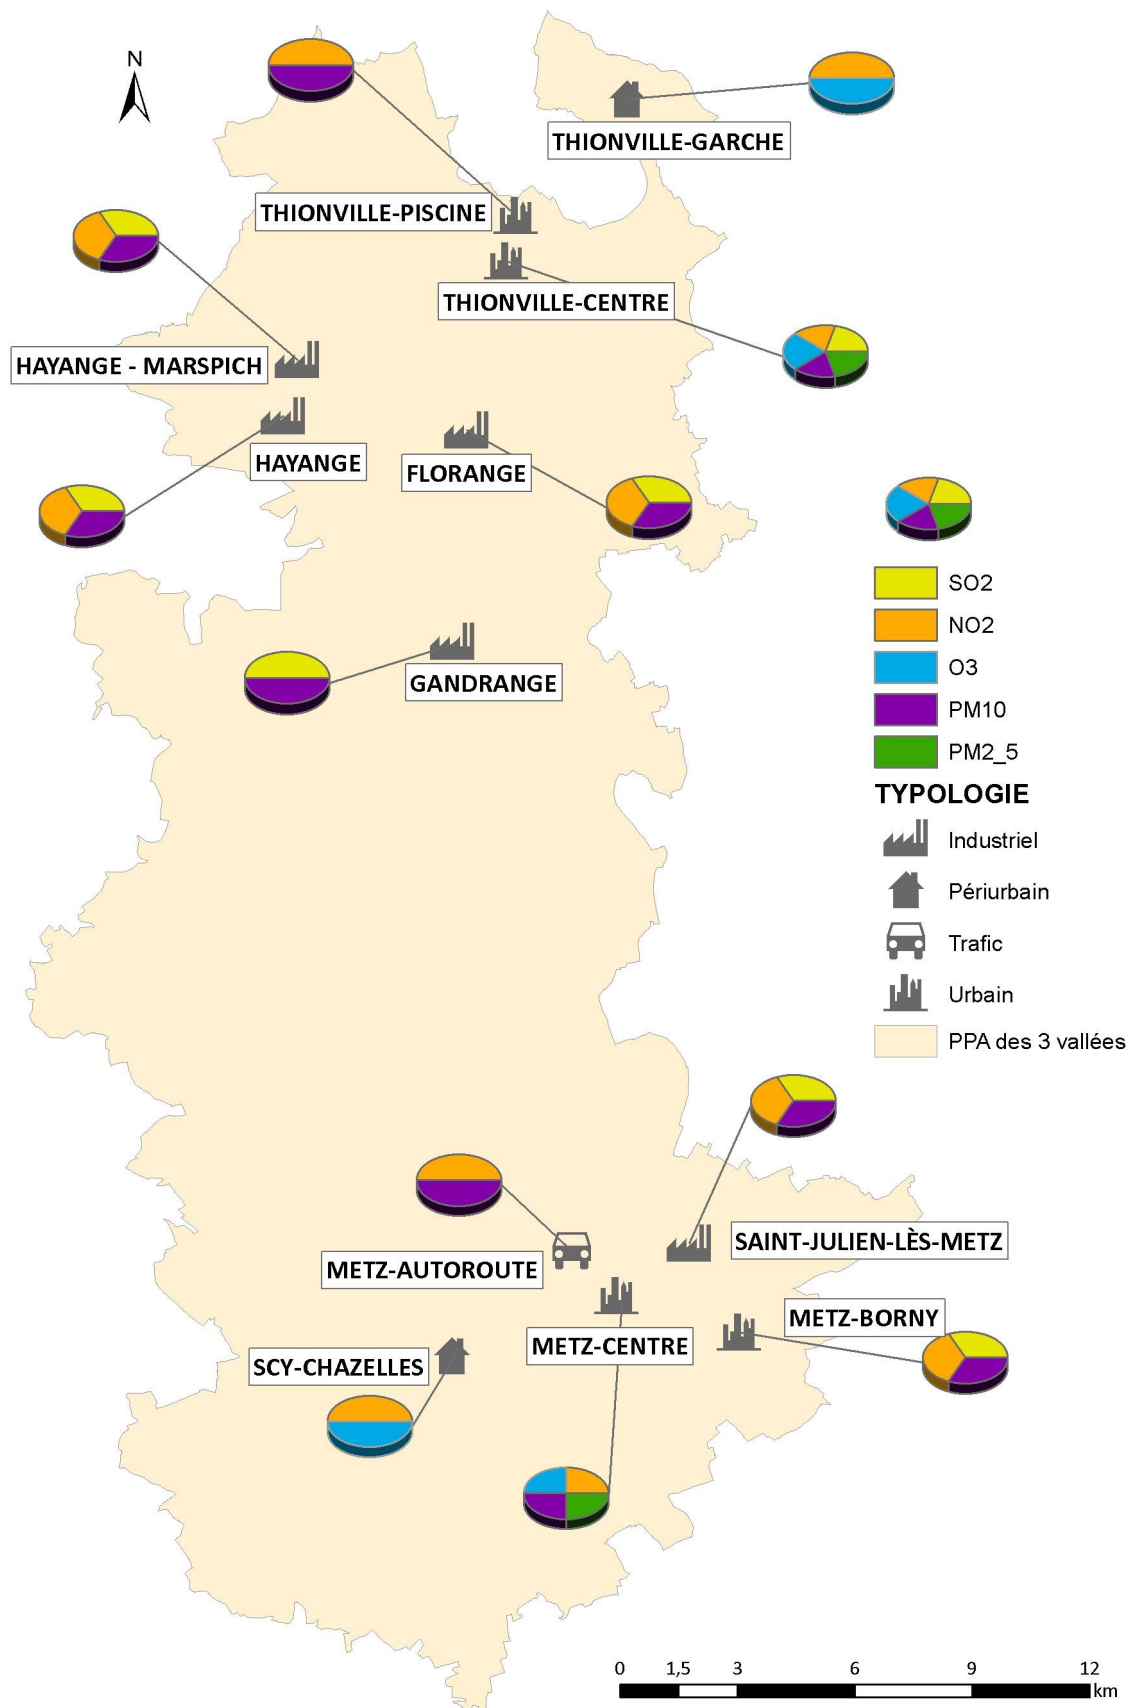 N
THIONVILLE-GARCHE
THIONVILLE-PISCINE
THIONVILLE-CENTRE
HAYANGE - MARSPICH
HAYANGE
FLORANGE
GANDRANGE
SO2
NO2
O3
PM10
PM2_5
TYPOLOGIE
Industriel
Périurbain
Trafic
Urbain
PPA des 3 vallées
SAINT-JULIEN-LÈS-METZ
METZ-AUTOROUTE
METZ-BORNY
METZ-CENTRE
SCY-CHAZELLES
0 1,5 3 6 9 12
km